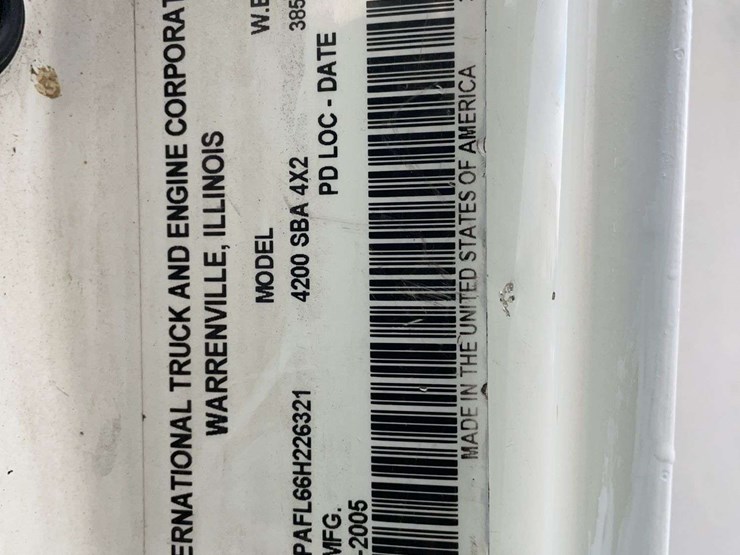 ERNATIONAL TRUCK AND ENGINE CORPORAT
WARRENVILLE, ILLINOIS
MODEL W.B
PAFL66H226321 4200 SBA 4X2 385
MFG. PD LOC - DATE
-2005
MADE IN THE UNITED STATES OF AMERICA